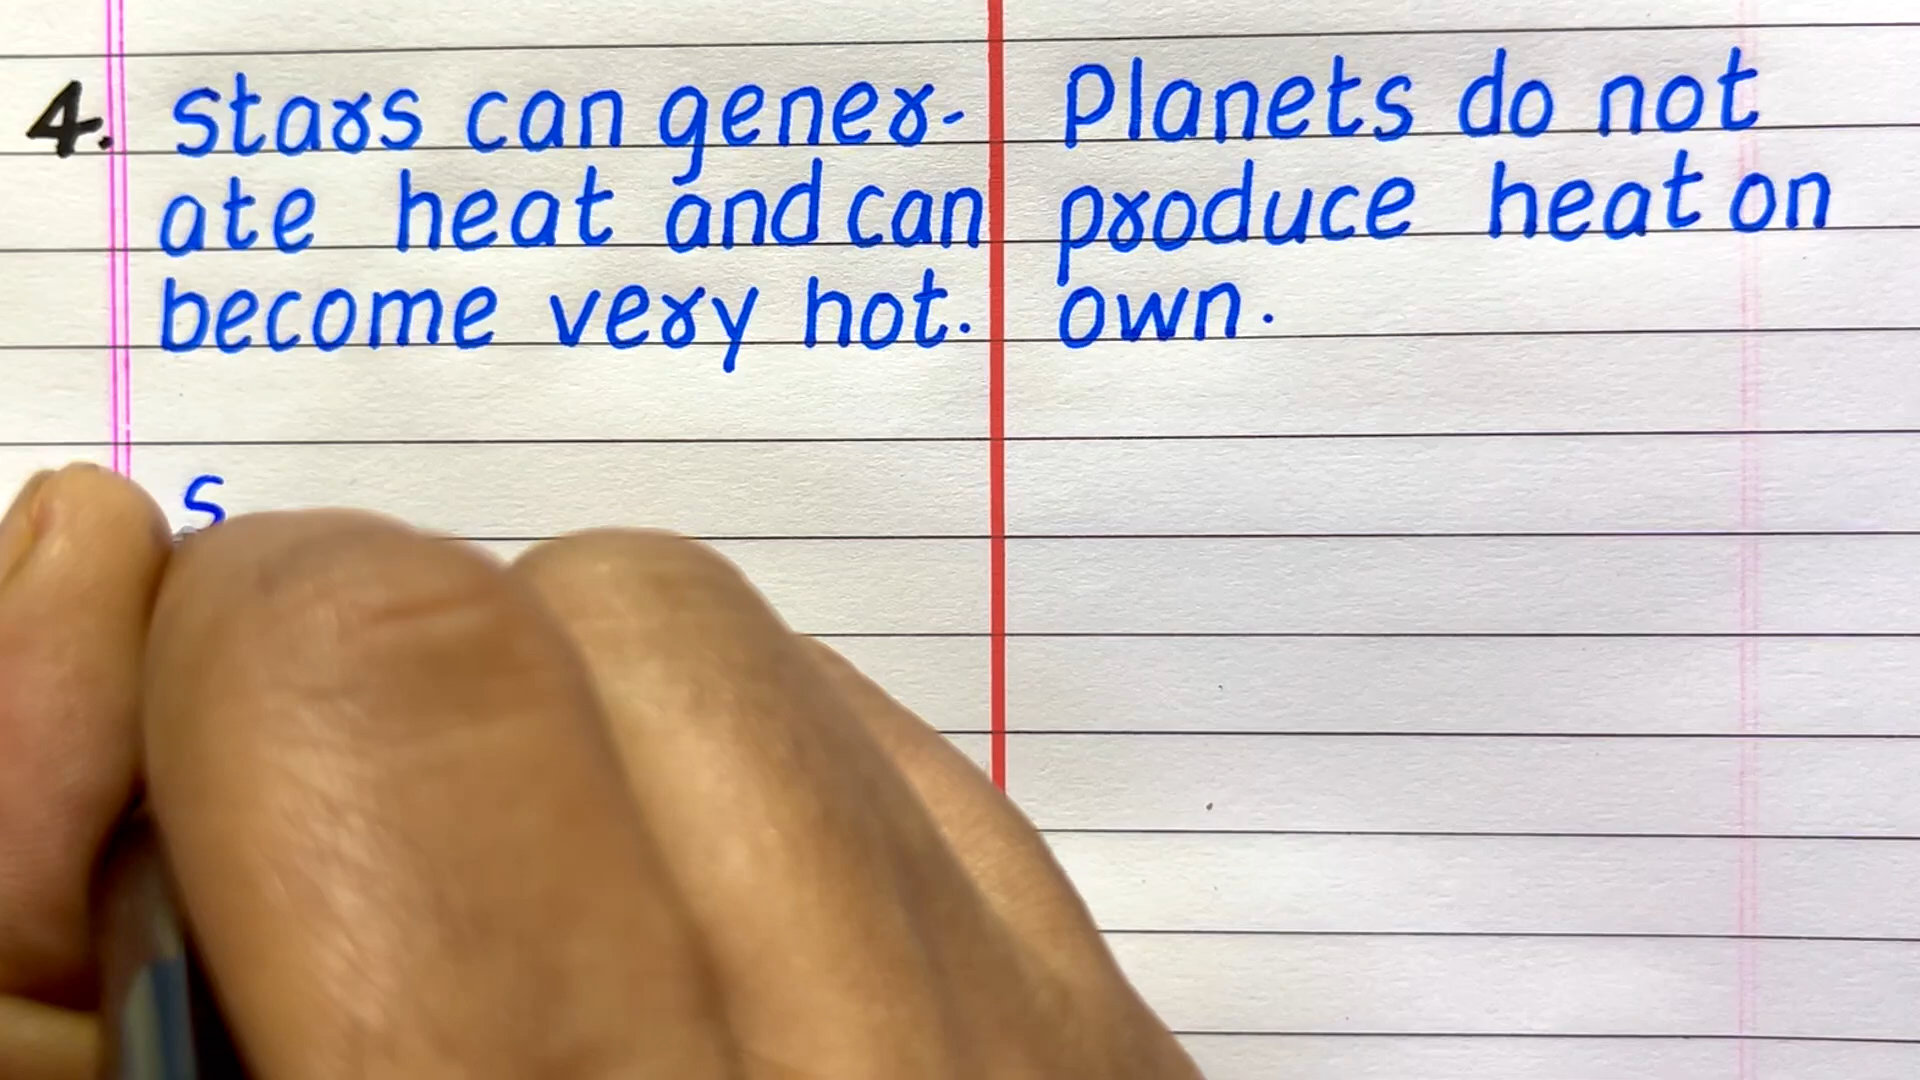 4. Stars can gener-
ate heat and can
become very hot.
Planets do not
produce heat on
own.
S